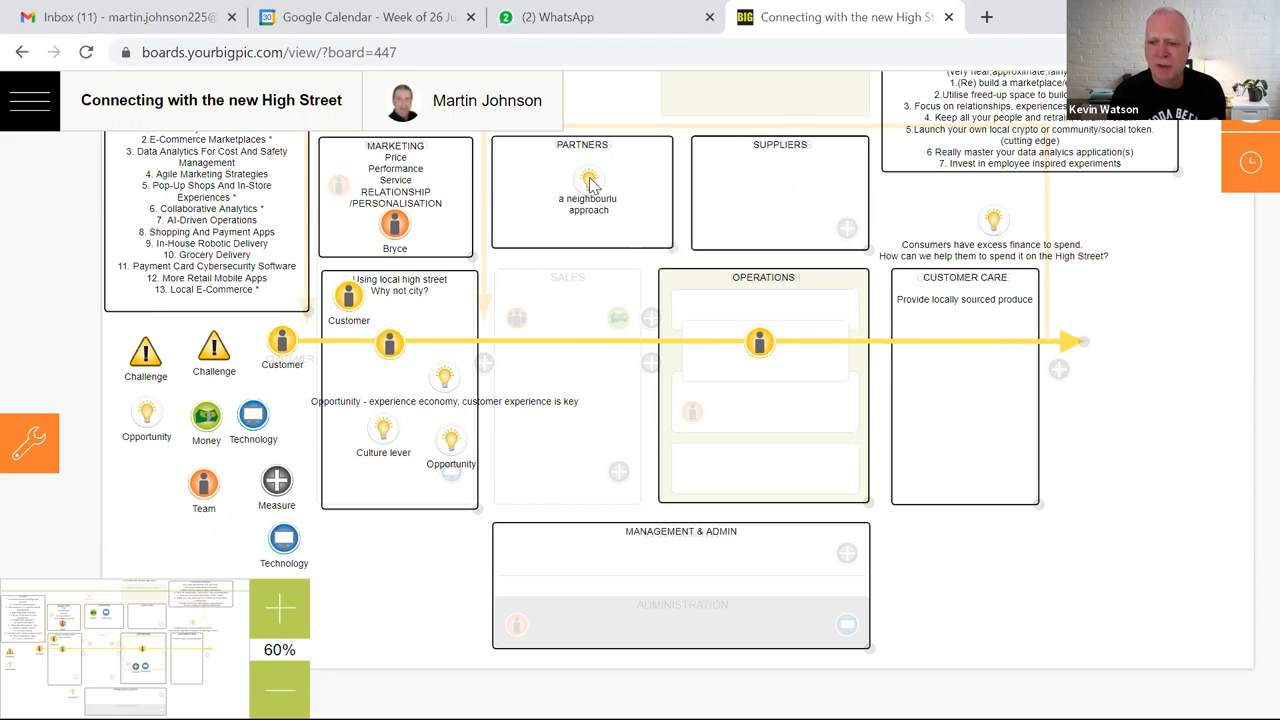 Inbox (1) - martin.johnson225@
Google Calendar - Week of 26 J
(2) WhatsApp
BIG Connecting with the new High St
boards.yourbigpic.com/view/?board=447
Kevin Watson
Connecting with the new High Street
Martin Johnson
2. E-Commerce Marketplaces *
3. Data Analytics For Cost And Safety
Management
4. Agile Marketing Strategies
5. Pop-Up Shops And In-Store
Experiences *
6. Collaborative Analytics *
7. AI-Driven Operations
8. Shopping And Payment Apps
9. In-House Robotic Delivery
10. Grocery Delivery
11. Payment Card Cybersecurity Software
12. More Retail Mobile Apps
13. Local E-Commerce *
MARKETING
Price
Performance
Service
RELATIONSHIP
/PERSONALISATION
Bryce
PARTNERS
a neighbourlu
approach
SUPPLIERS
1.(Re) build a marketplace/
2.Utilise freed-up space to buil
3. Focus on relationships, experiences
4. Keep all your people and retrain, retrain, retrain
5.Launch your own local crypto or community/social token.
(cutting edge)
6 Really master your data analyics application(s)
7. Invest in employee inspired experiments
Consumers have excess finance to spend.
How can we help them to spend it on the High Street?
Using local high street
Why not city?
Customer
SALES
OPERATIONS
CUSTOMER CARE
Provide locally sourced produce
Challenge
Challenge
Customer
CUSTOMER
Opportunity - experience economy, customer experience is key
Opportunity
Money
Technology
Culture lever
Opportunity
Team
Measure
Technology
MANAGEMENT & ADMIN
ADMINISTRATION
60%